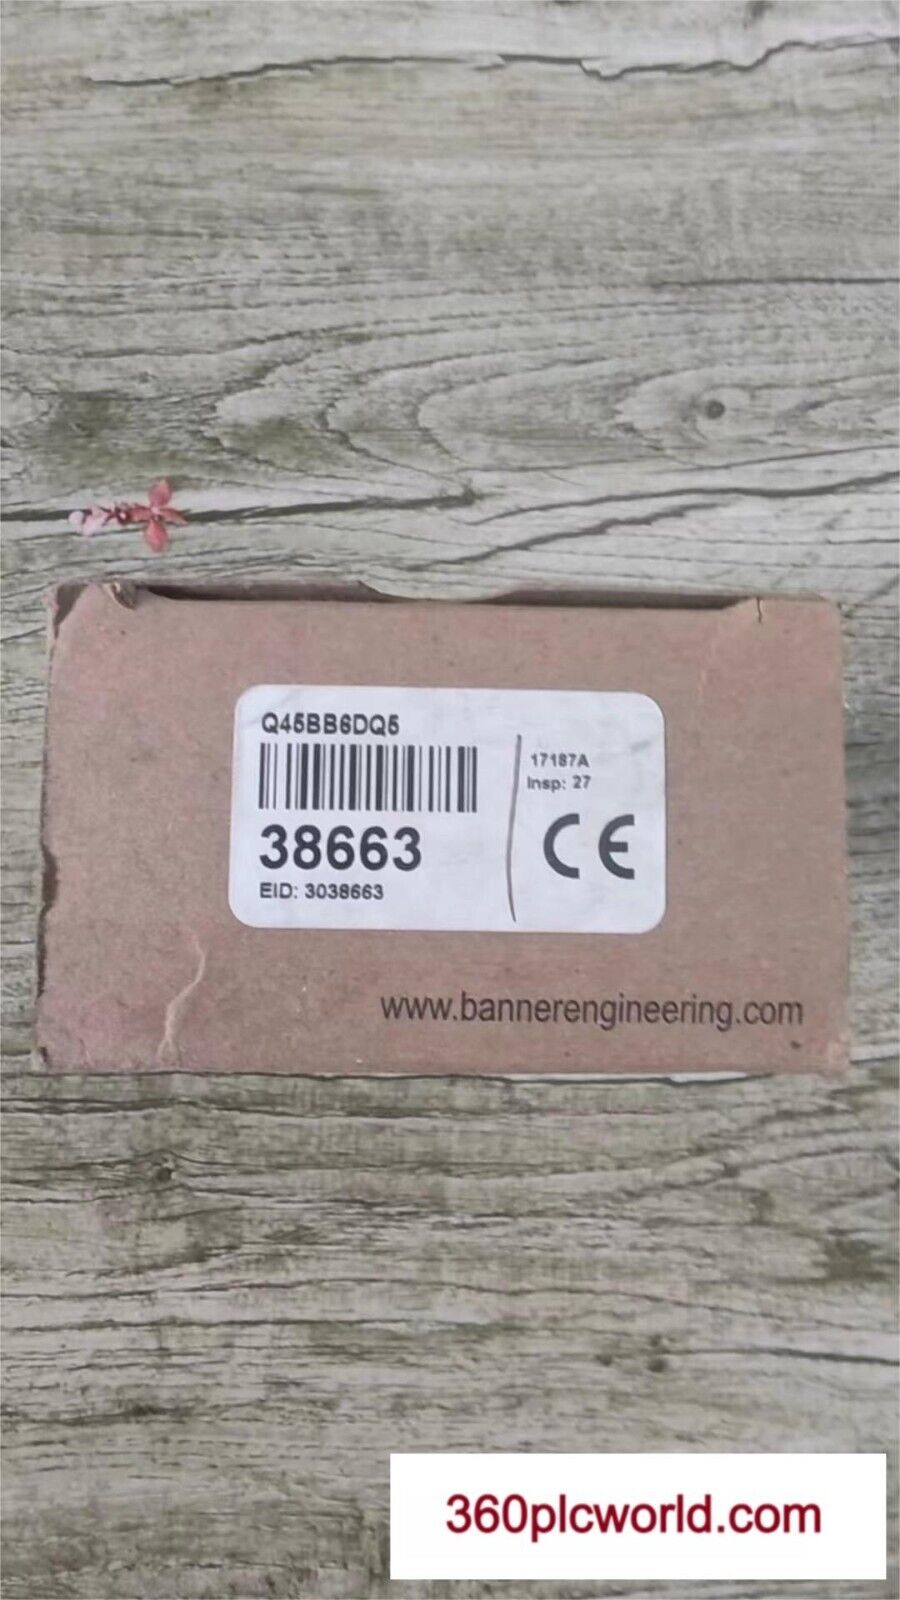 Q45BB6DQ5
38663
EID: 3038663
17187A
Insp: 27
CE
www.bannerengineering.com
360plcworld.com